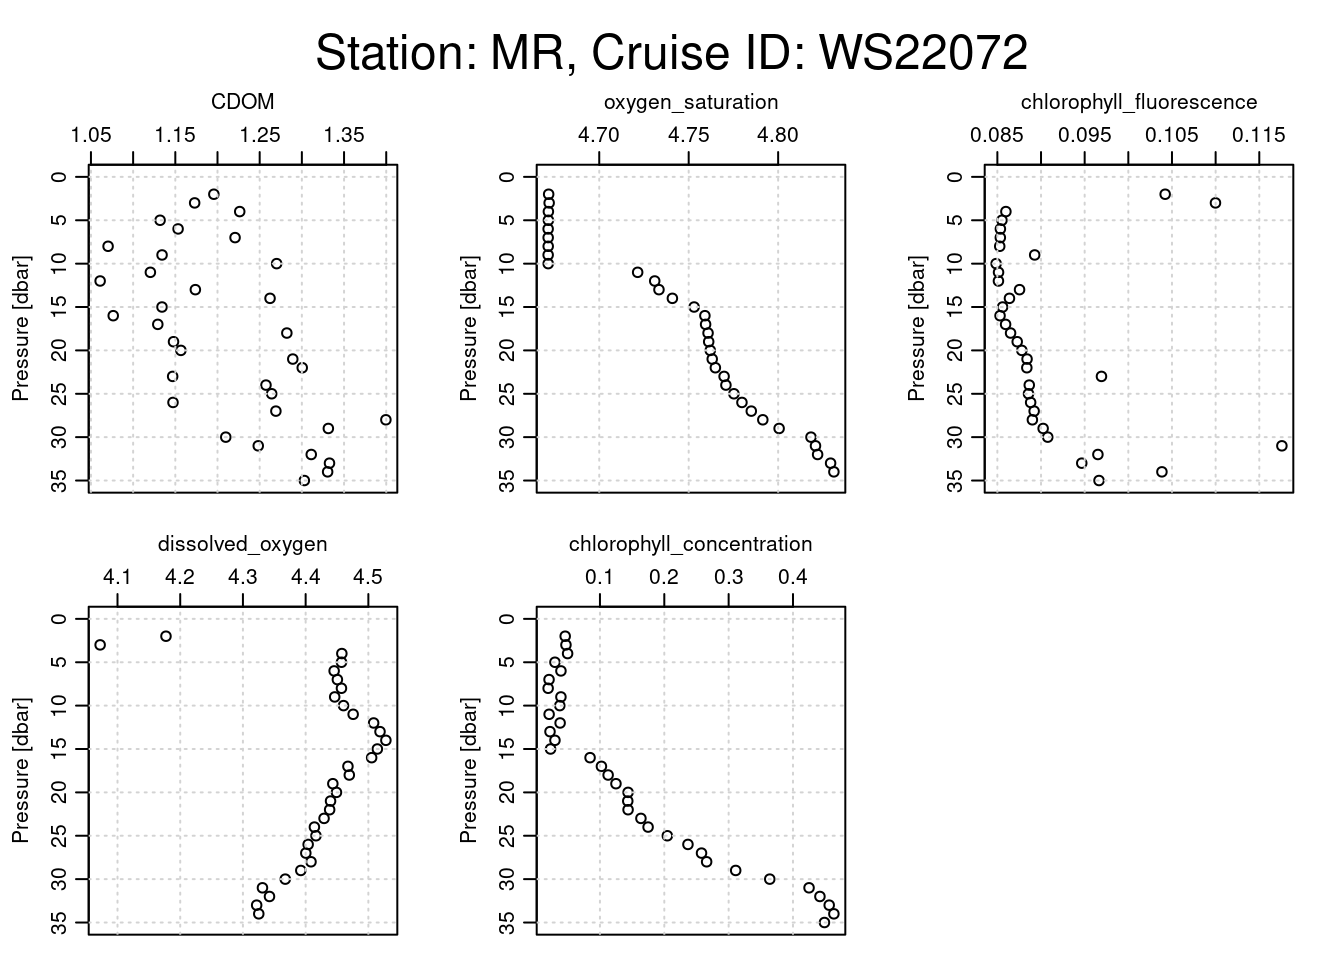 Station: MR, Cruise ID: WS22072
CDOM
1.05 1.15 1.25 1.35
0 5 10 15 20 25 30 35
Pressure [dbar]
oxygen_saturation
4.70 4.75 4.80
0 5 10 15 20 25 30 35
Pressure [dbar]
chlorophyll_fluorescence
0.085 0.095 0.105 0.115
0 5 10 15 20 25 30 35
Pressure [dbar]
dissolved_oxygen
4.1 4.2 4.3 4.4 4.5
0 5 10 15 20 25 30 35
Pressure [dbar]
chlorophyll_concentration
0.1 0.2 0.3 0.4
0 5 10 15 20 25 30 35
Pressure [dbar]